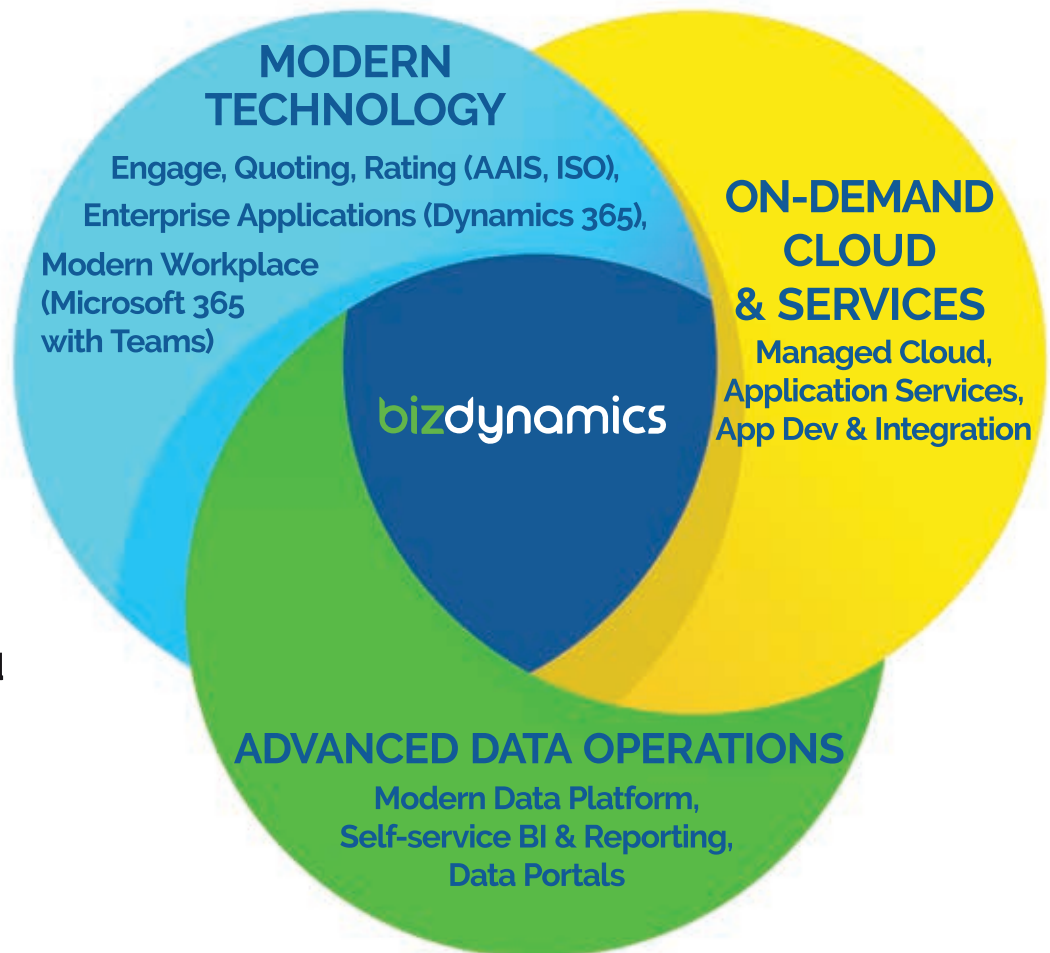 MODERN
TECHNOLOGY
Engage, Quoting, Rating (AAIS, ISO),
Enterprise Applications (Dynamics 365),
Modern Workplace
(Microsoft 365
with Teams)
ON-DEMAND
CLOUD
& SERVICES
Managed Cloud,
Application Services,
App Dev & Integration
bizdynamics
ADVANCED DATA OPERATIONS
Modern Data Platform,
Self-service BI & Reporting,
Data Portals